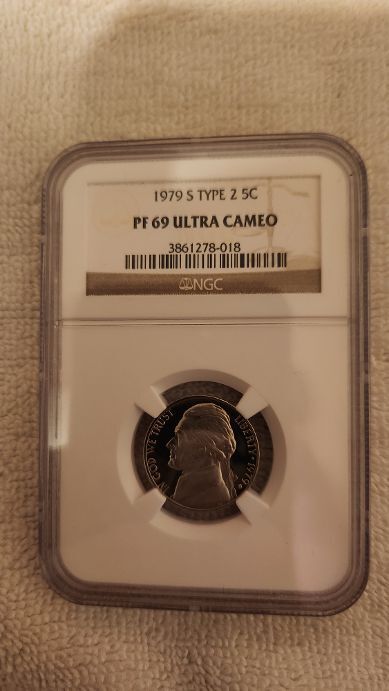 1979 S TYPE 2 5C
PF 69 ULTRA CAMEO
3861278-018
NGC
IN GOD WE TRUST
LIBERTY 1979